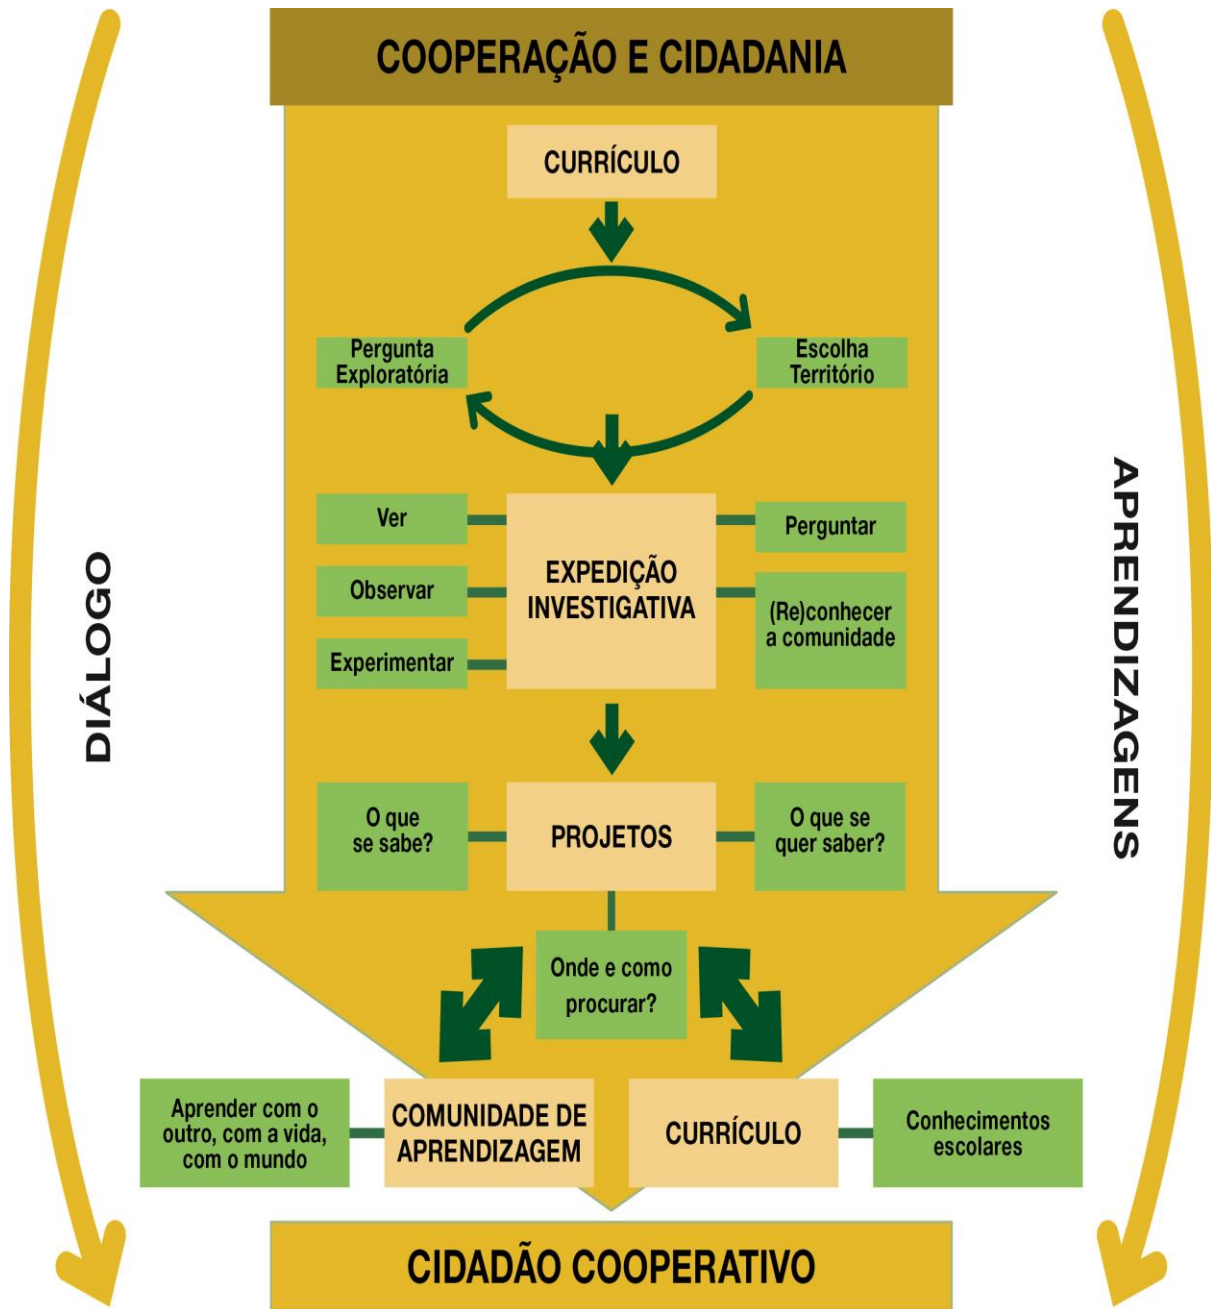 COOPERAÇÃO E CIDADANIA
CURRÍCULO
Pergunta
Exploratória
Escolha
Território
Ver
Observar
Experimentar
EXPEDIÇÃO
INVESTIGATIVA
Perguntar
(Re)conhecer
a comunidade
DIÁLOGO
APRENDIZAGENS
O que
se sabe?
PROJETOS
O que se
quer saber?
Onde e como
procurar?
Aprender com o
outro, com a vida,
com o mundo
COMUNIDADE DE
APRENDIZAGEM
CURRÍCULO
Conhecimentos
escolares
CIDADÃO COOPERATIVO